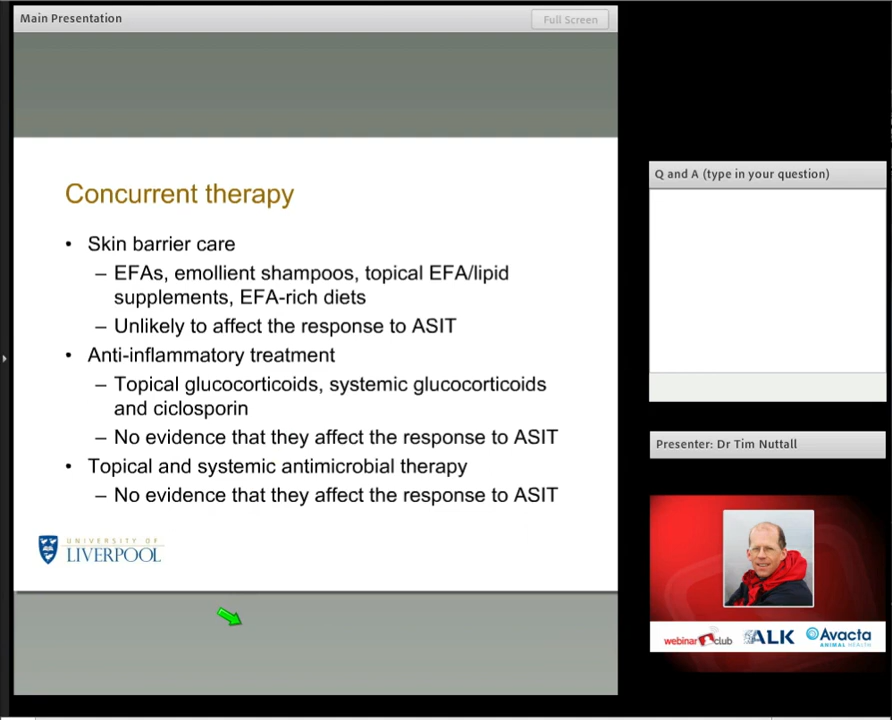 Main Presentation
Full Screen
Concurrent therapy
• Skin barrier care
– EFAs, emollient shampoos, topical EFA/lipid
supplements, EFA-rich diets
– Unlikely to affect the response to ASIT
• Anti-inflammatory treatment
– Topical glucocorticoids, systemic glucocorticoids
and ciclosporin
– No evidence that they affect the response to ASIT
• Topical and systemic antimicrobial therapy
– No evidence that they affect the response to ASIT
UNIVERSITY OF
LIVERPOOL
Q and A (type in your question)
Presenter: Dr Tim Nuttall
webinar club
ALK
Avacta
ANIMAL HEALTH